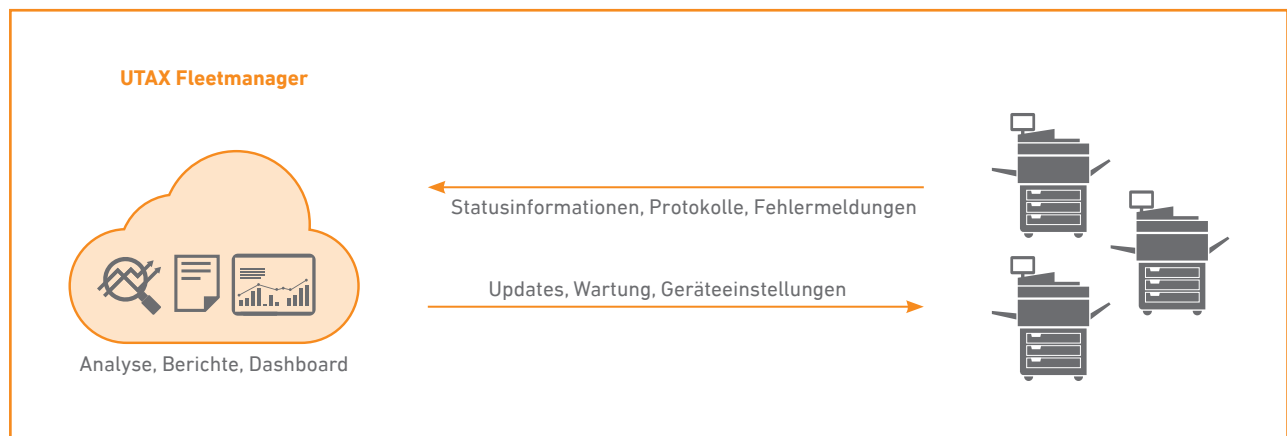 UTAX Fleetmanager
Statusinformationen, Protokolle, Fehlermeldungen
Updates, Wartung, Geräteeinstellungen
Analyse, Berichte, Dashboard